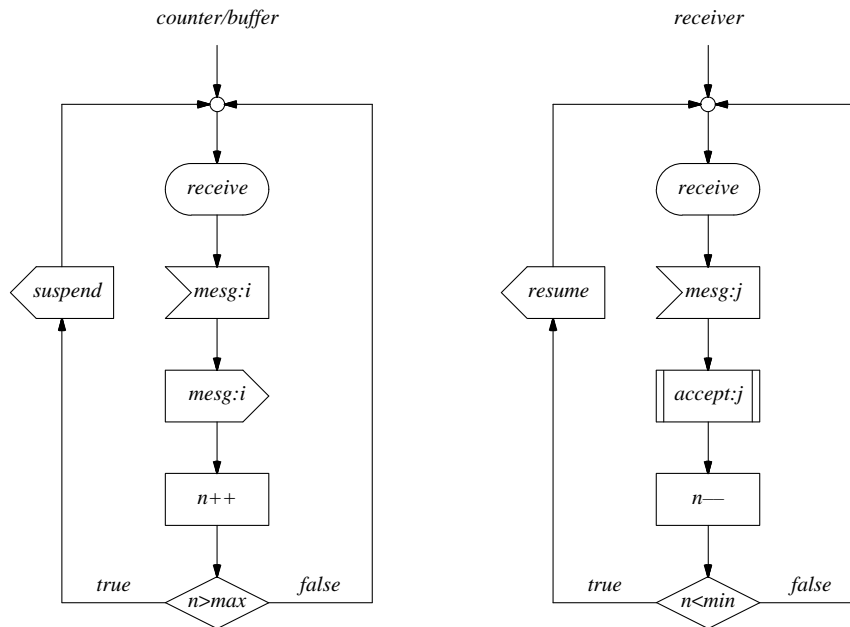 counter/buffer
receive
suspend
mesg:i
mesg:i
n++
true
false
n>max
receiver
receive
resume
mesg:j
accept:j
n—
true
false
n<min